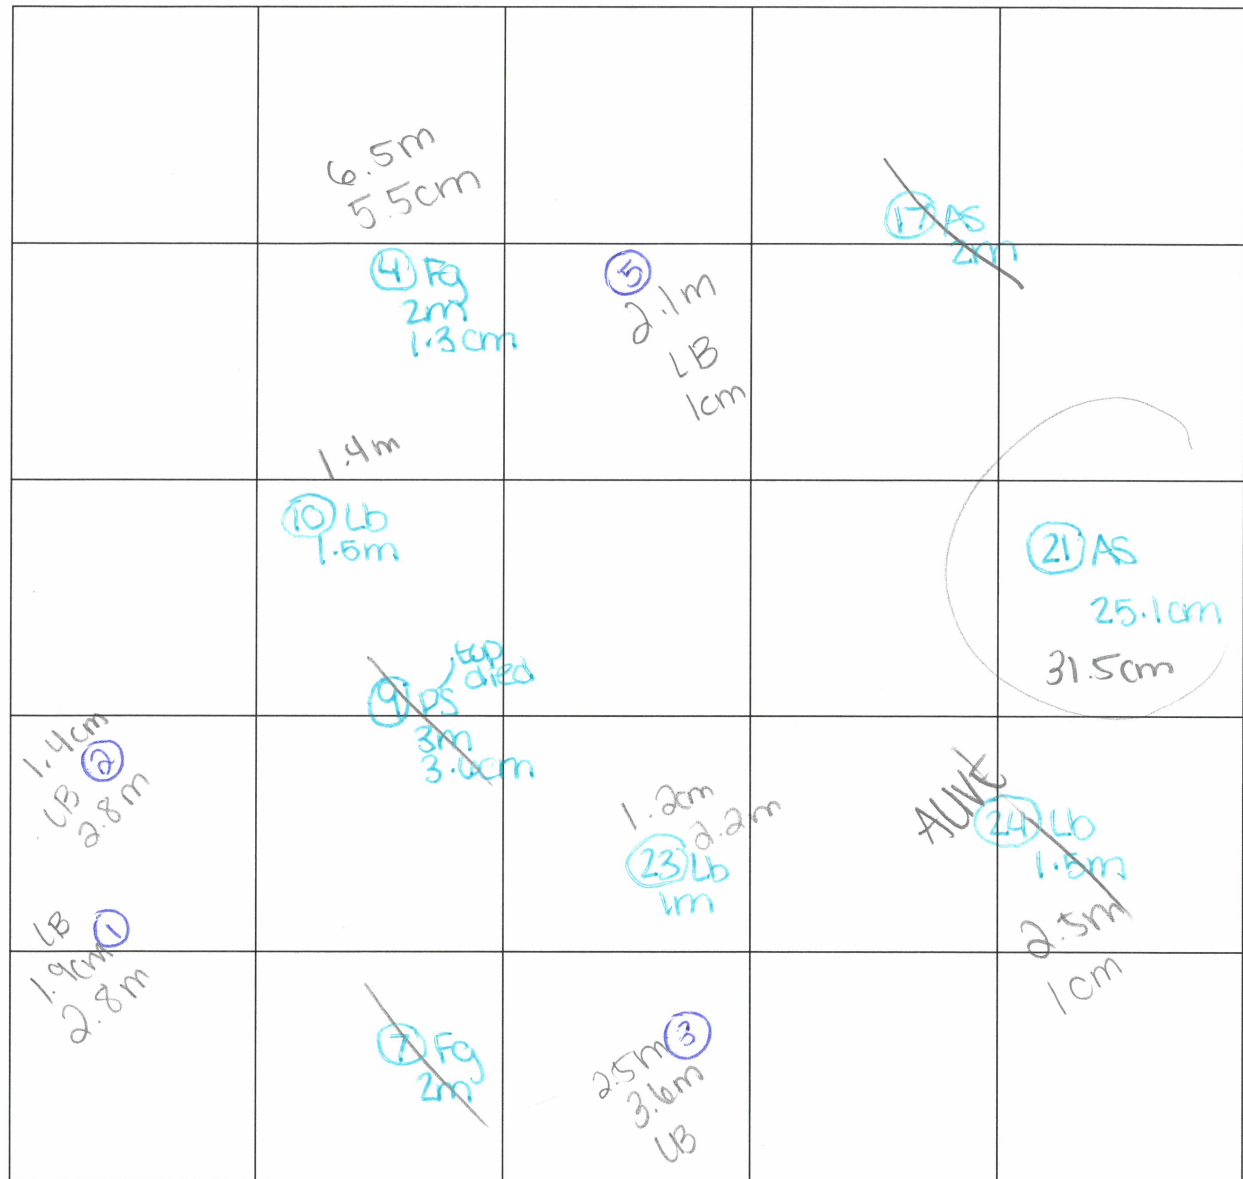 6.5m
5.5cm
17 AS
2m
4 Fg
2m
1.3cm
5
2.1m
LB
1cm
1.4m
10 Lb
1.5m
21 AS
25.1cm
31.5cm
top
died
9 PS
3m
3.6cm
1.4cm
2
LB
2.8m
1.2cm
2.2m
23 Lb
1m
ALIVE
24 Lb
1.5m
2.5m
1cm
LB
1
1.9cm
2.8m
7 Fg
2m
3
2.5m
3.6m
LB